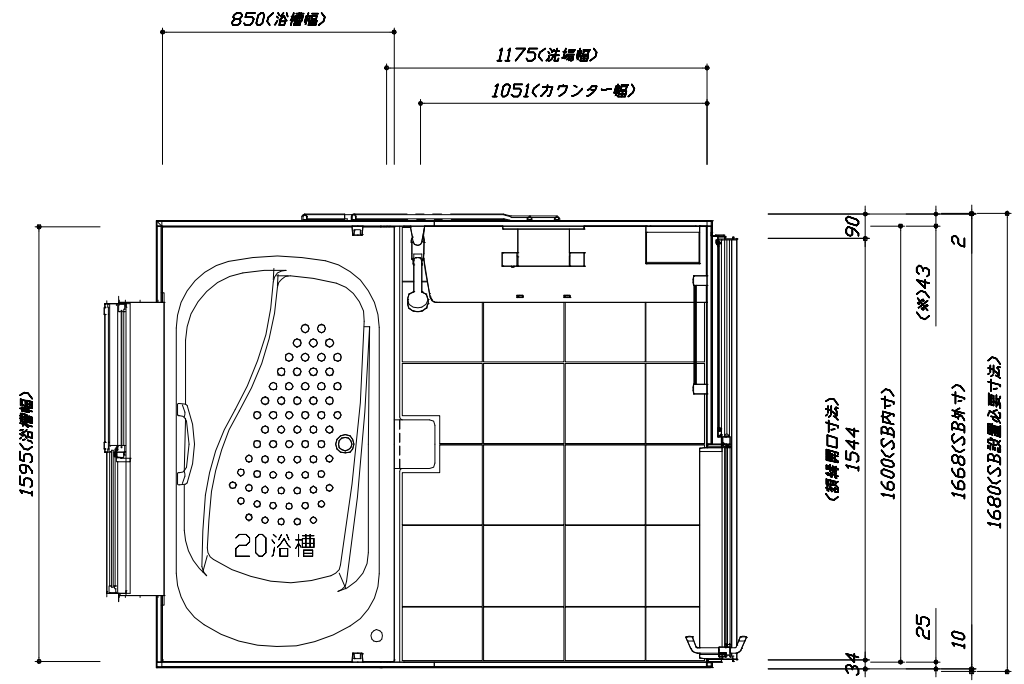 850(浴槽幅)
1175(洗場幅)
1051(カウンター幅)
90
2
(※)43
1595(浴槽幅)
(額縁開口寸法)
1544
1600(SB内寸)
1668(SB外寸)
1680(SB設置必要寸法)
20浴槽
25
10
34